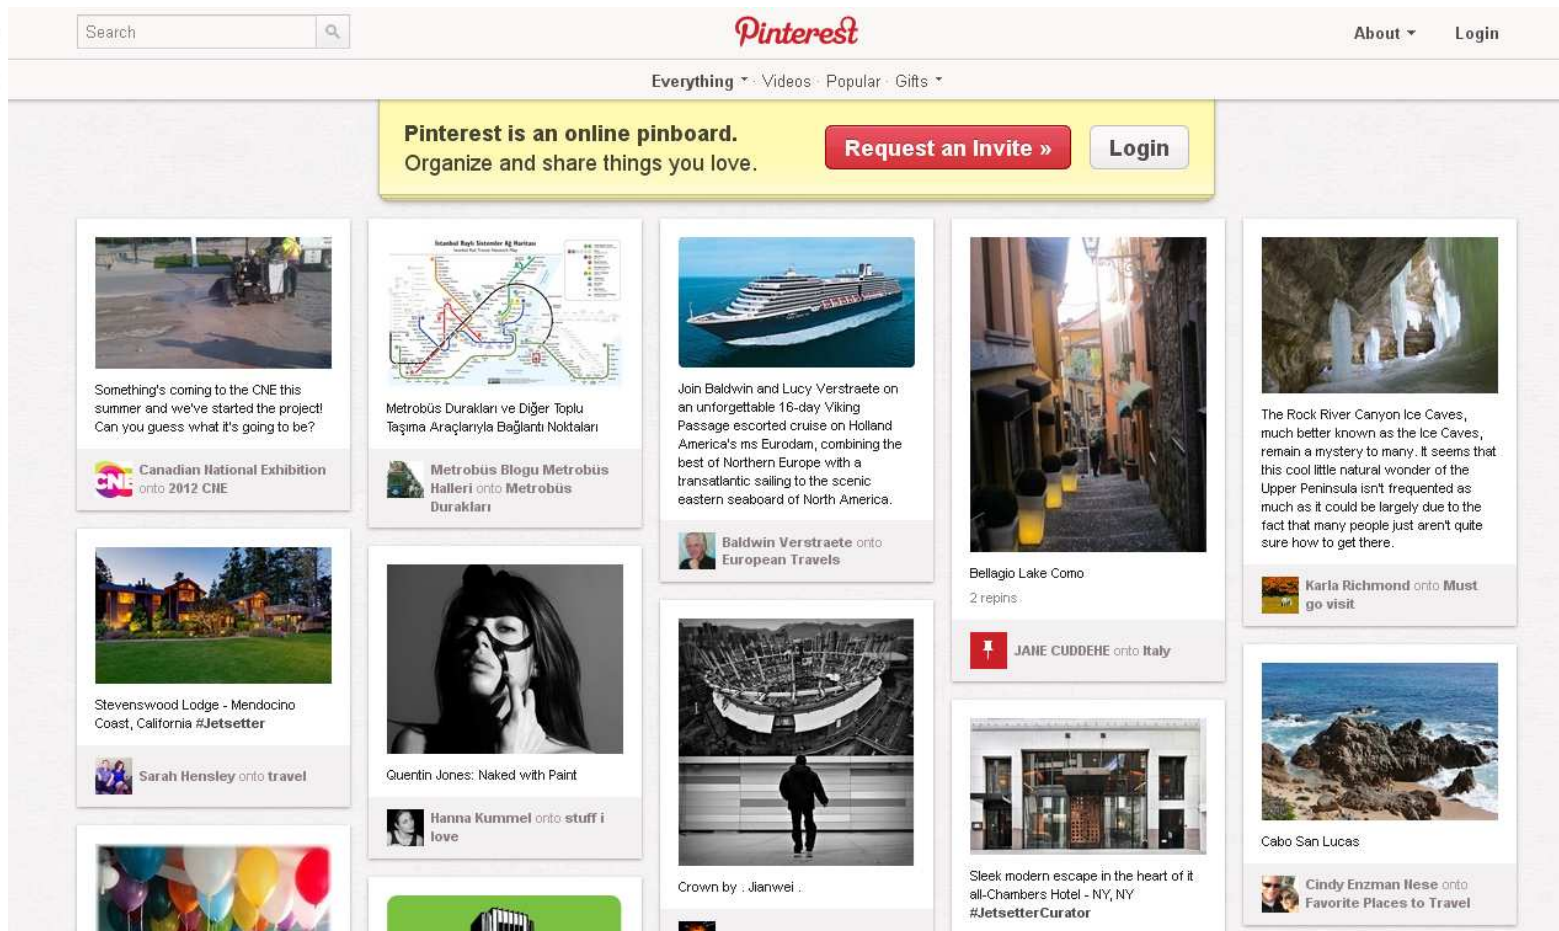 Search
Pinterest
About
Login
Everything · Videos · Popular · Gifts
Pinterest is an online pinboard.
Organize and share things you love.
Request an Invite »
Login
Something's coming to the CNE this
summer and we've started the project!
Can you guess what it's going to be?
CNE
Canadian National Exhibition
onto 2012 CNE
Stevenswood Lodge - Mendocino
Coast, California #Jetsetter
Sarah Hensley onto travel
İstanbul Raylı Sistemler Ağ Haritası
Metrobüs Durakları ve Diğer Toplu
Taşıma Araçlarıyla Bağlantı Noktaları
Metrobüs Blogu Metrobüs
Halleri onto Metrobüs
Durakları
Quentin Jones: Naked with Paint
Hanna Kummel onto stuff i
love
Join Baldwin and Lucy Verstraete on
an unforgettable 16-day Viking
Passage escorted cruise on Holland
America's ms Eurodam, combining the
best of Northern Europe with a
transatlantic sailing to the scenic
eastern seaboard of North America.
Baldwin Verstraete onto
European Travels
Crown by . Jianwei .
Bellagio Lake Como
2 repins
JANE CUDDEHE onto Italy
Sleek modern escape in the heart of it
all-Chambers Hotel - NY, NY
#JetsetterCurator
The Rock River Canyon Ice Caves,
much better known as the Ice Caves,
remain a mystery to many. It seems that
this cool little natural wonder of the
Upper Peninsula isn't frequented as
much as it could be largely due to the
fact that many people just aren't quite
sure how to get there.
Karla Richmond onto Must
go visit
Cabo San Lucas
Cindy Enzman Nese onto
Favorite Places to Travel